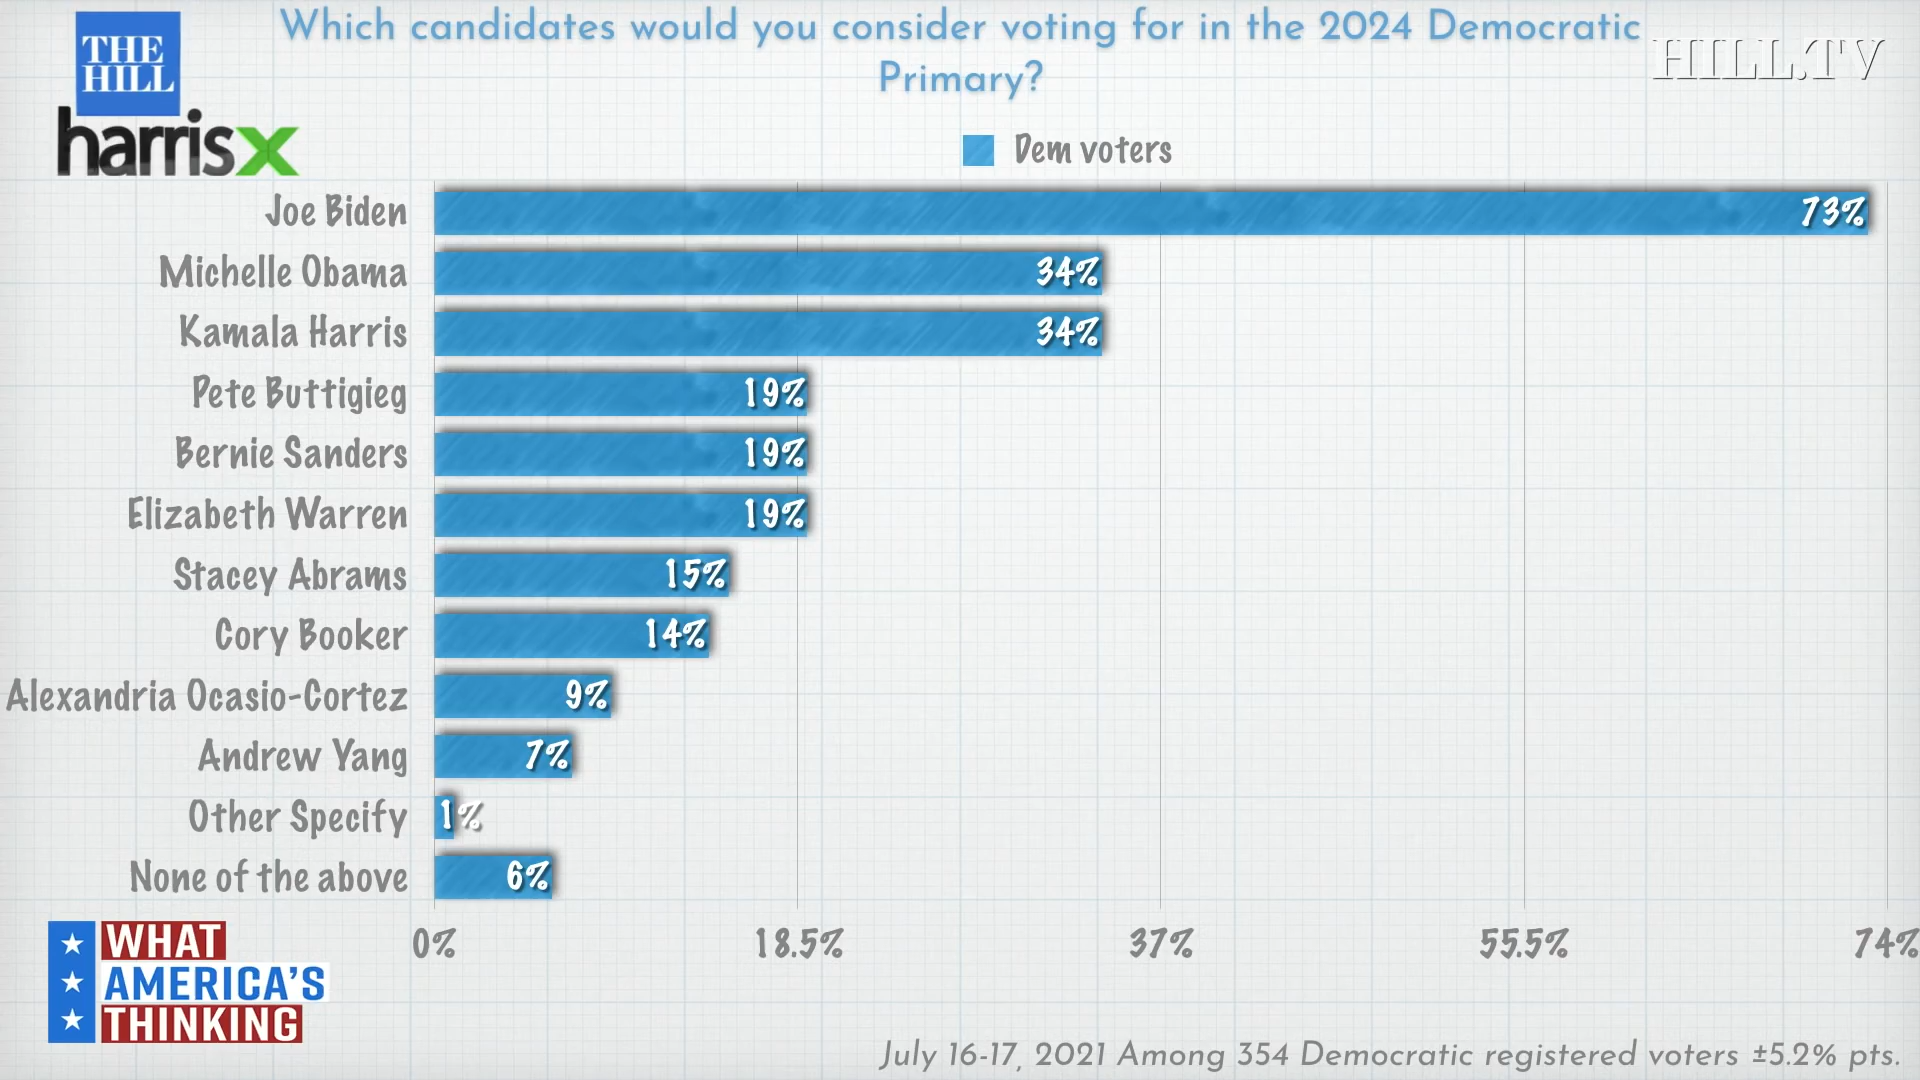 Which candidates would you consider voting for in the 2024 Democratic
Primary?
THE
HILL
HILL.TV
harrisx
Dem voters
Joe Biden 73%
Michelle Obama 34%
Kamala Harris 34%
Pete Buttigieg 19%
Bernie Sanders 19%
Elizabeth Warren 19%
Stacey Abrams 15%
Cory Booker 14%
Alexandria Ocasio-Cortez 9%
Andrew Yang 7%
Other Specify 1%
None of the above 6%
0% 18.5% 37% 55.5% 74%
WHAT
AMERICA'S
THINKING
July 16-17, 2021 Among 354 Democratic registered voters ±5.2% pts.